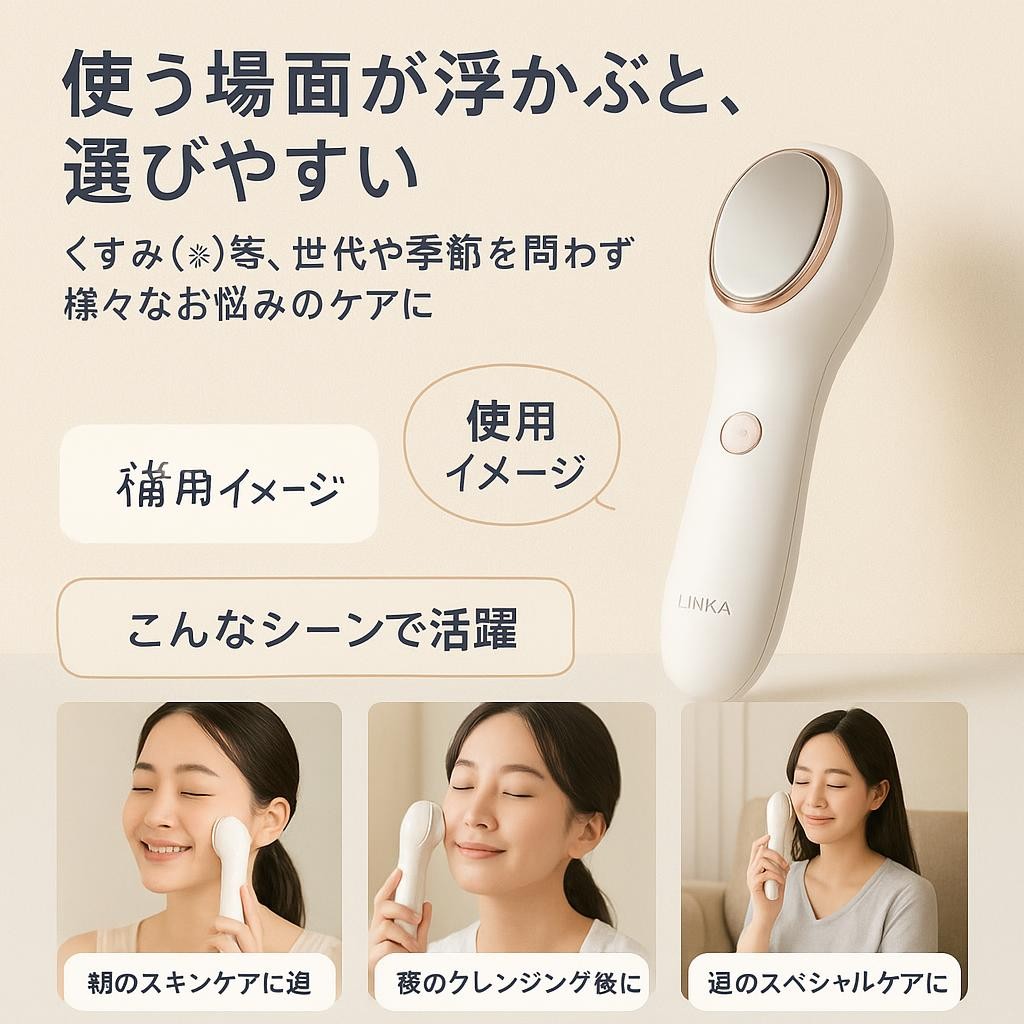 使う場面が浮かぶと、
選びやすい
くすみ(※)等、世代や季節を問わず
様々なお悩みのケアに
使用
イメージ
用イメージ
こんなシーンで活躍
LINKA
のスキンケアに
のクレンジング後に
のスペシャルケアに